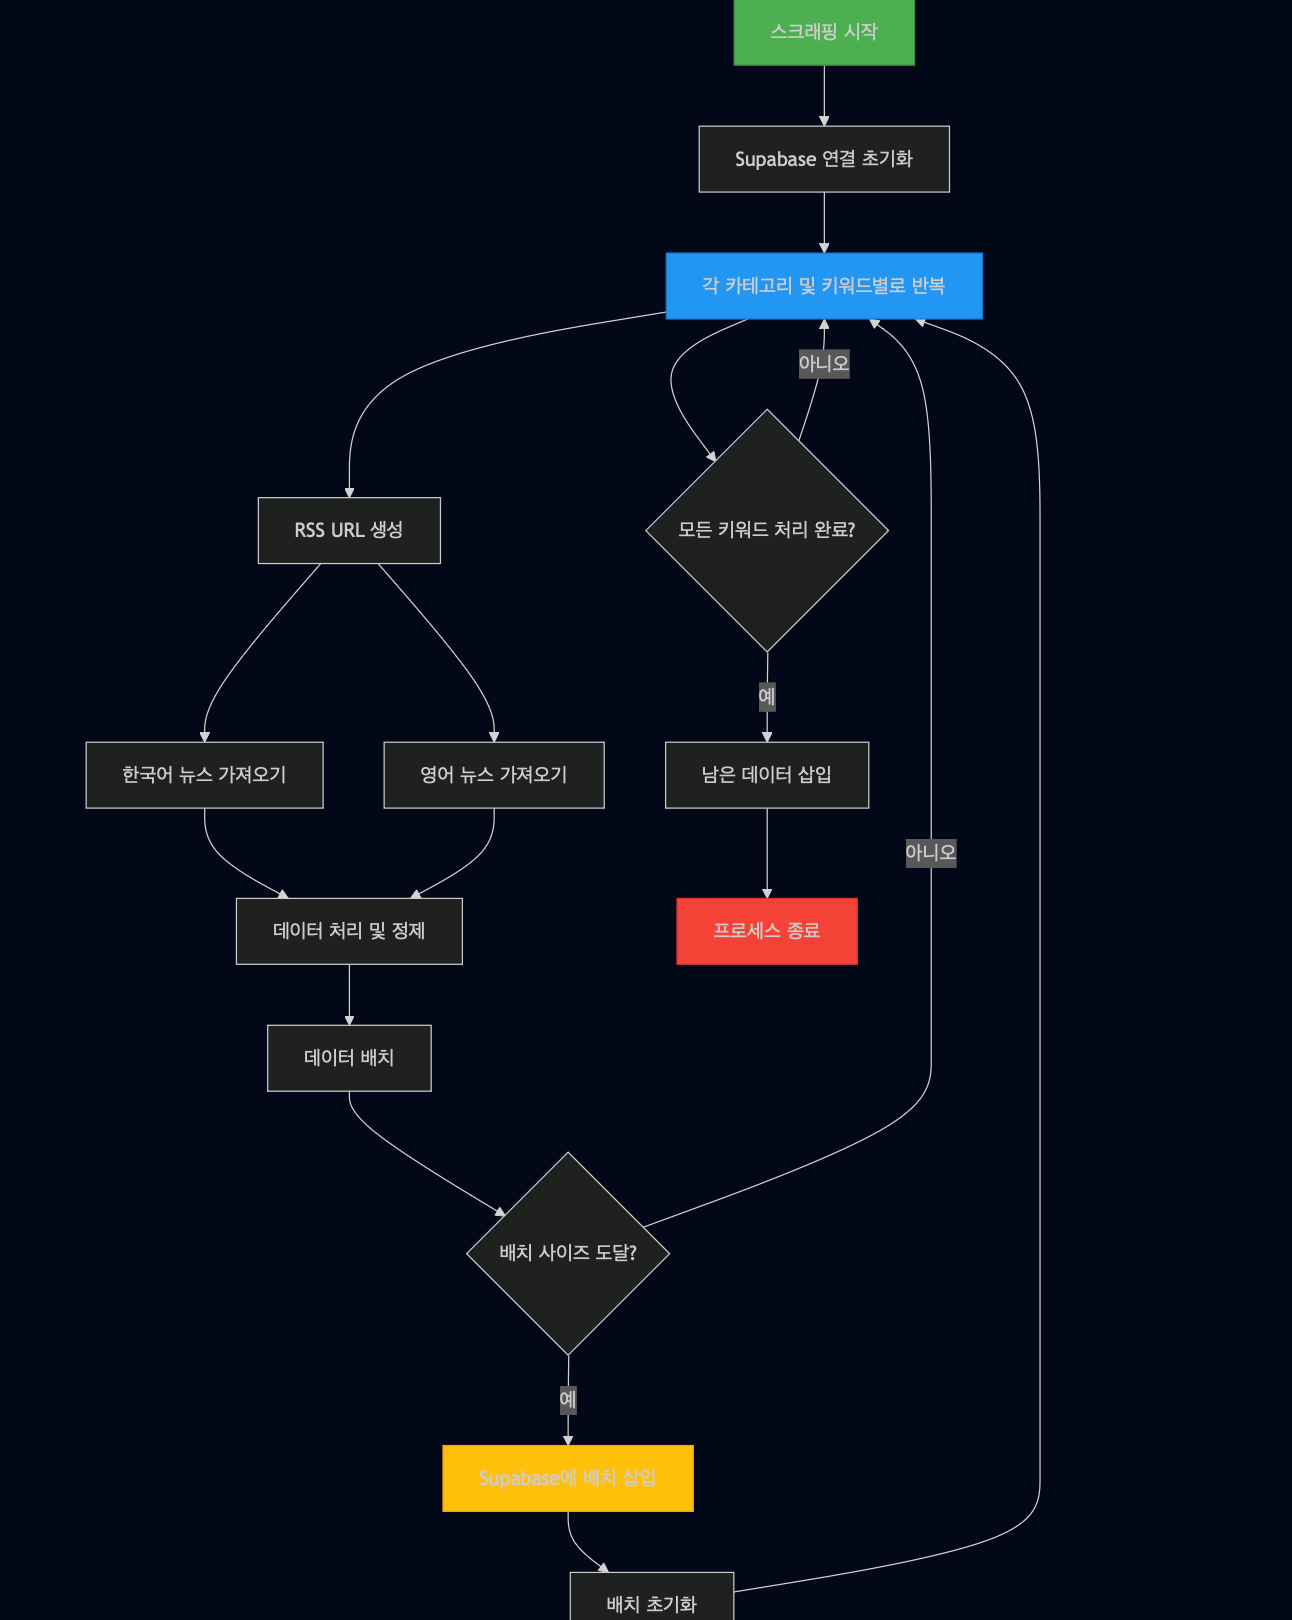 스크래핑 시작
Supabase 연결 초기화
각 카테고리 및 키워드별로 반복
아니오
RSS URL 생성
모든 키워드 처리 완료?
예
한국어 뉴스 가져오기
영어 뉴스 가져오기
남은 데이터 삽입
아니오
데이터 처리 및 정제
프로세스 종료
데이터 배치
배치 사이즈 도달?
예
Supabase에 배치 삽입
배치 초기화